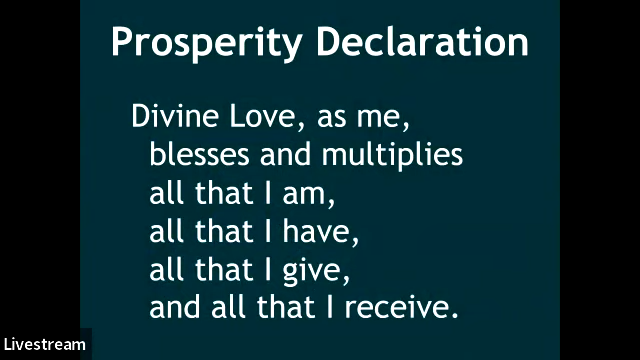 Prosperity Declaration
Divine Love, as me,
blesses and multiplies
all that I am,
all that I have,
all that I give,
and all that I receive.
Livestream